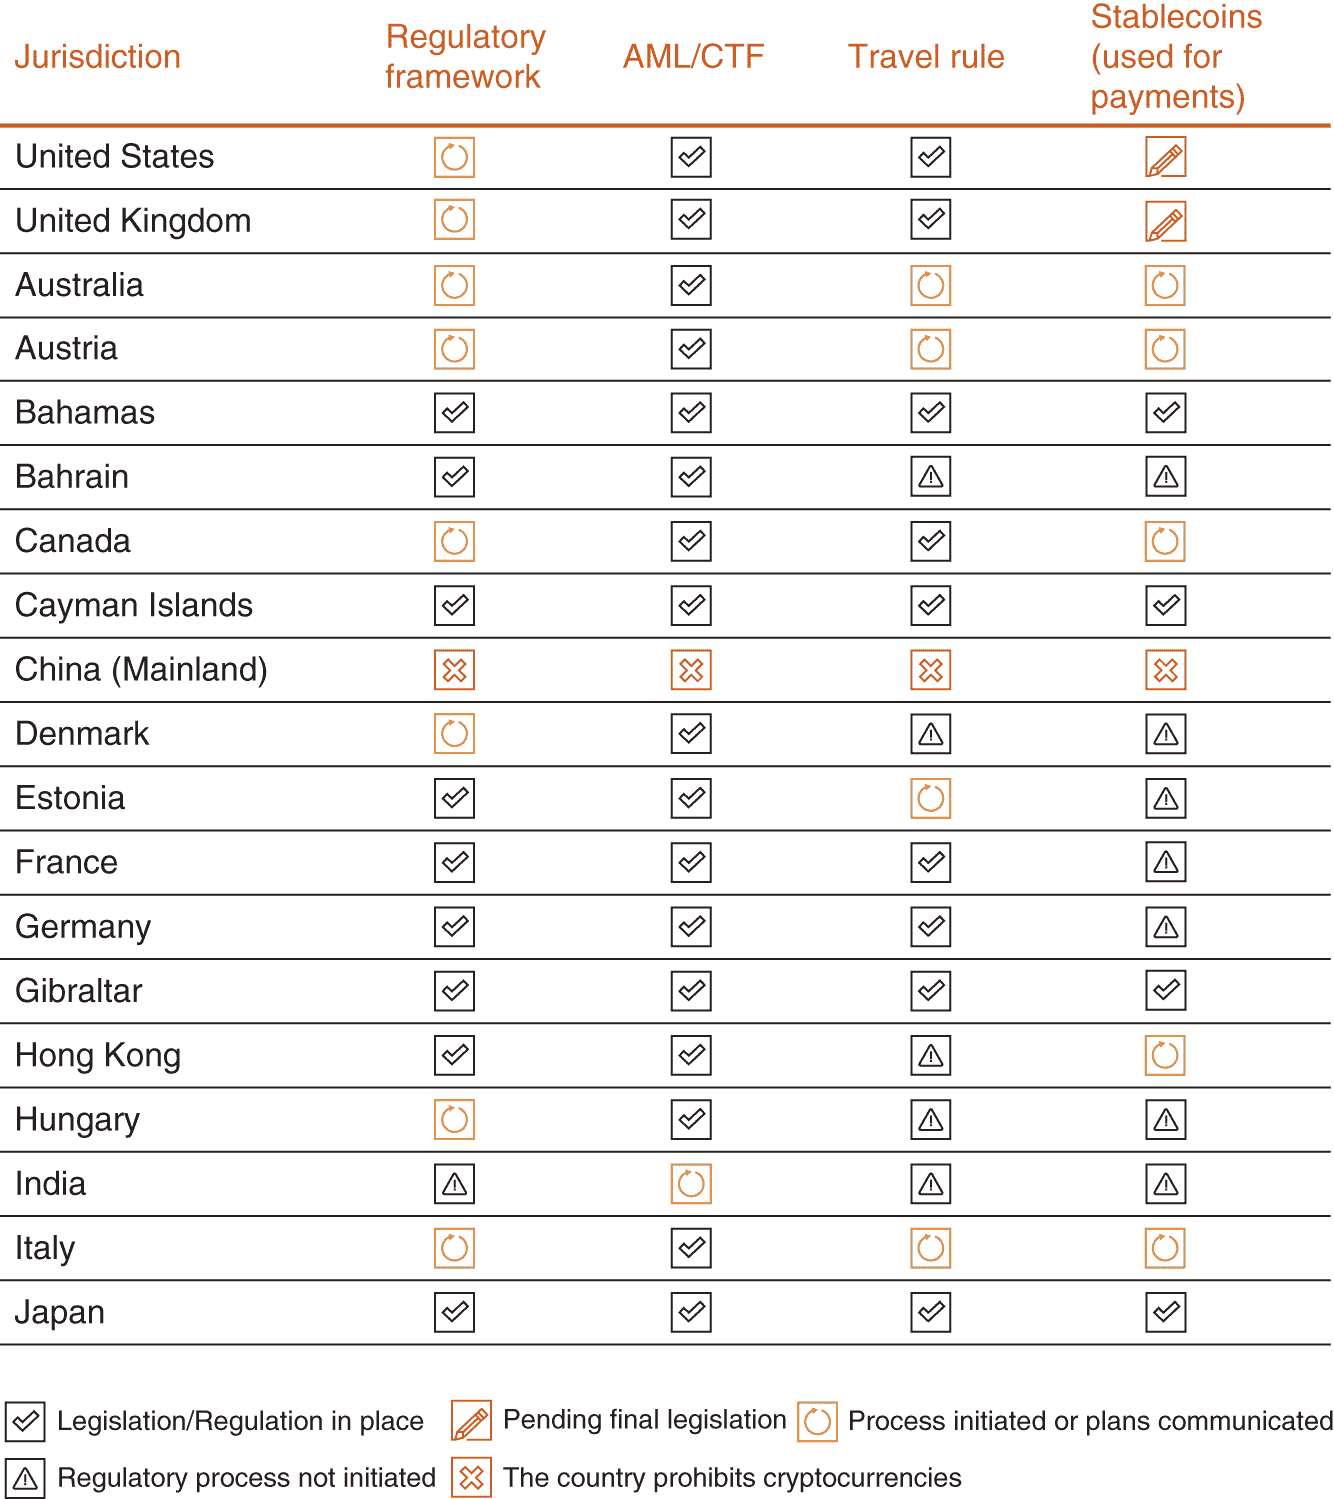 Jurisdiction
Regulatory
framework
AML/CTF
Travel rule
Stablecoins
(used for
payments)
United States
United Kingdom
Australia
Austria
Bahamas
Bahrain
Canada
Cayman Islands
China (Mainland)
Denmark
Estonia
France
Germany
Gibraltar
Hong Kong
Hungary
India
Italy
Japan
Legislation/Regulation in place
Pending final legislation
Process initiated or plans communicated
Regulatory process not initiated
The country prohibits cryptocurrencies